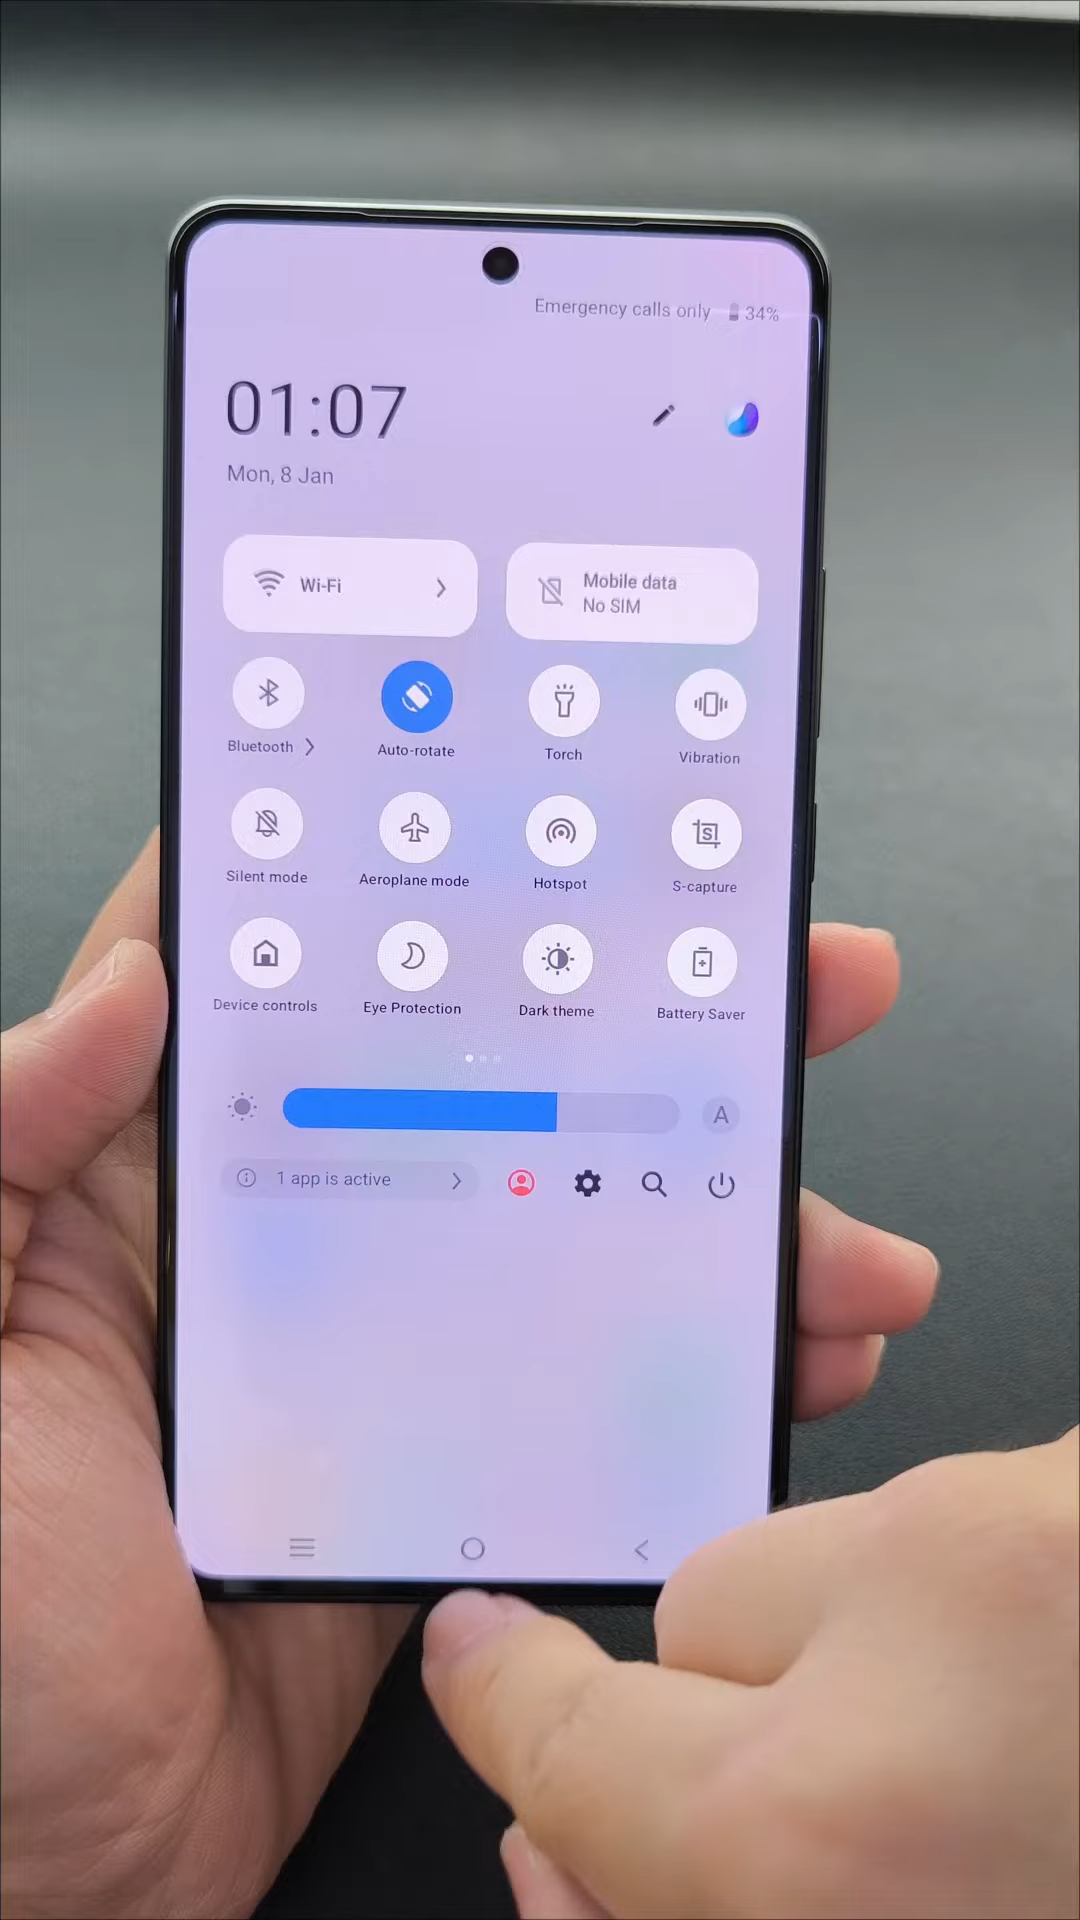 Emergency calls only 34%
01:07
Mon, 8 Jan
Wi-Fi
Mobile data
No SIM
Bluetooth
Auto-rotate
Torch
Vibration
Silent mode
Aeroplane mode
Hotspot
S-capture
Device controls
Eye Protection
Dark theme
Battery Saver
A
1 app is active